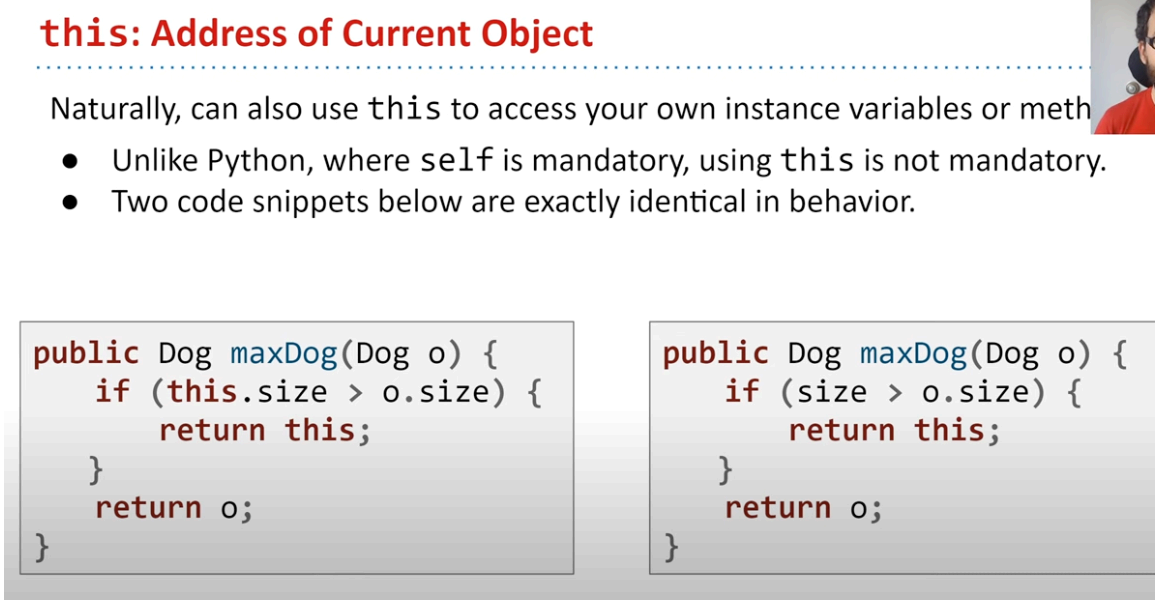 this: Address of Current Object
Naturally, can also use this to access your own instance variables or meth
● Unlike Python, where self is mandatory, using this is not mandatory.
● Two code snippets below are exactly identical in behavior.
public Dog maxDog(Dog o) {
if (this.size > o.size) {
return this;
}
return o;
}
public Dog maxDog(Dog o) {
if (size > o.size) {
return this;
}
return o;
}